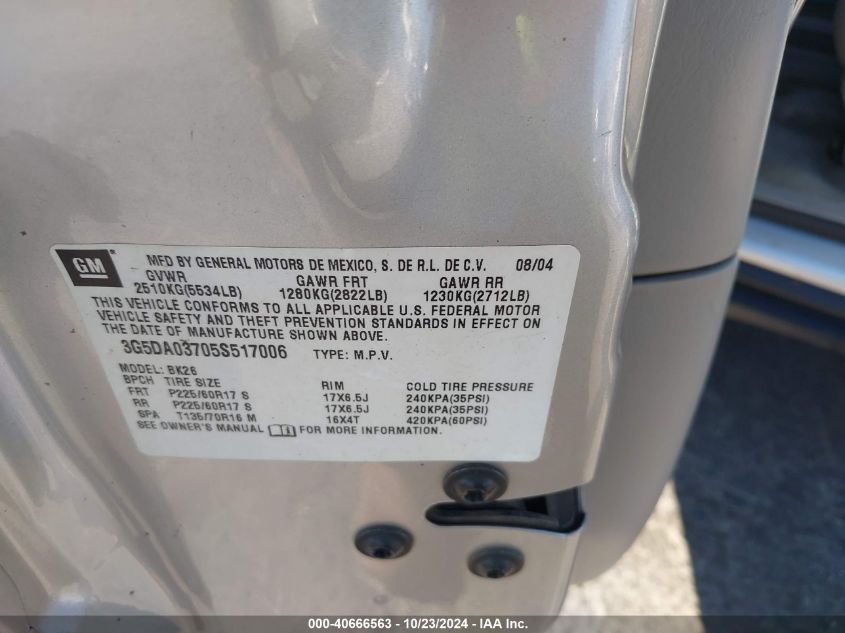 GM
MFD BY GENERAL MOTORS DE MEXICO, S. DE R.L. DE C.V. 08/04
GVWR GAWR FRT GAWR RR
2510KG(5534LB) 1280KG(2822LB) 1230KG(2712LB)
THIS VEHICLE CONFORMS TO ALL APPLICABLE U.S. FEDERAL MOTOR
VEHICLE SAFETY AND THEFT PREVENTION STANDARDS IN EFFECT ON
THE DATE OF MANUFACTURE SHOWN ABOVE.
3G5DA03705S517006 TYPE: M.P.V.
MODEL: BK26
BPCH TIRE SIZE RIM COLD TIRE PRESSURE
FRT P225/60R17 S 17X6.5J 240KPA(35PSI)
RR P225/60R17 S 17X6.5J 240KPA(35PSI)
SPA T135/70R16 M 16X4T 420KPA(60PSI)
SEE OWNER'S MANUAL FOR MORE INFORMATION.
000-40666563 - 10/23/2024 - IAA Inc.